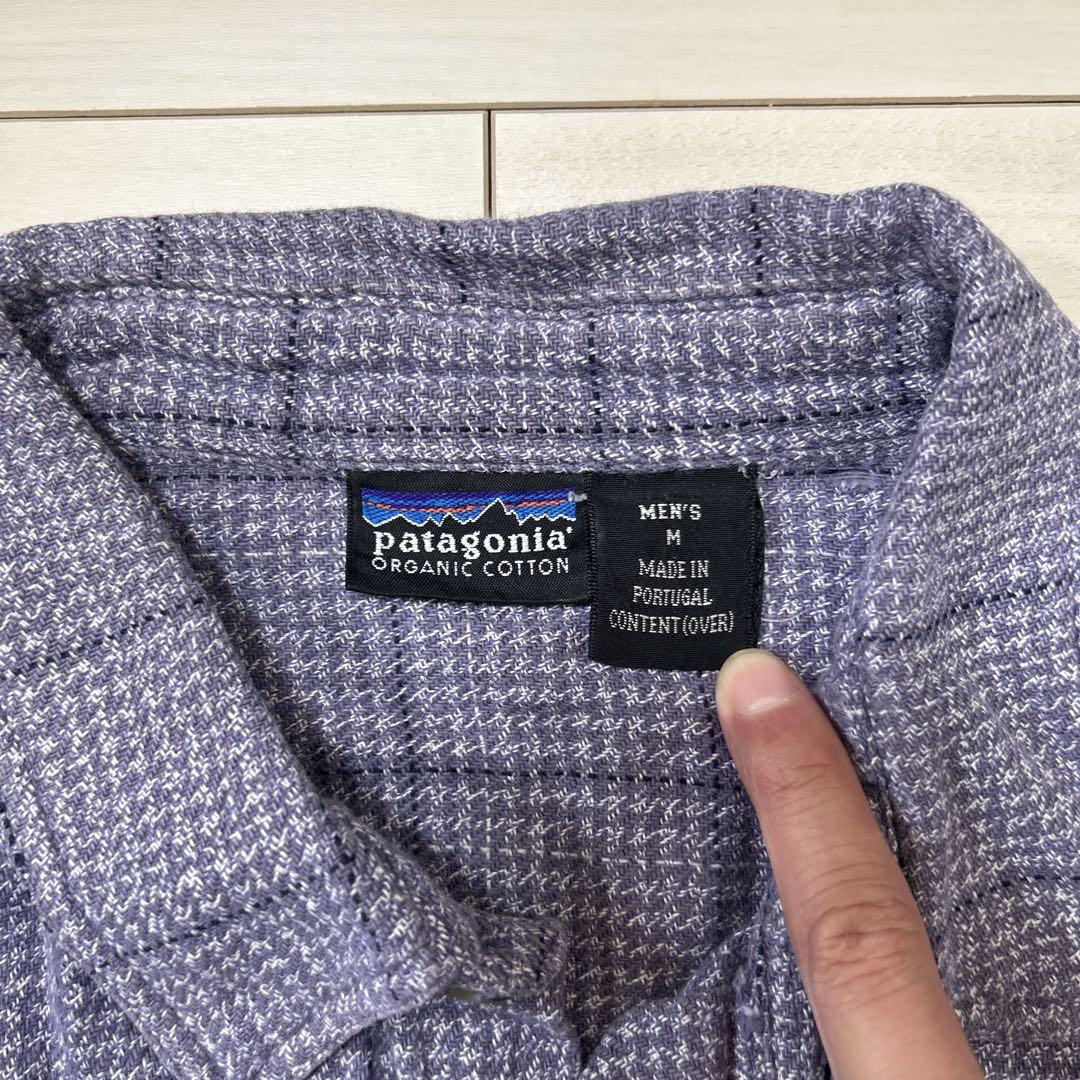 patagonia®
ORGANIC COTTON
MEN'S
M
MADE IN
PORTUGAL
CONTENT(OVER)